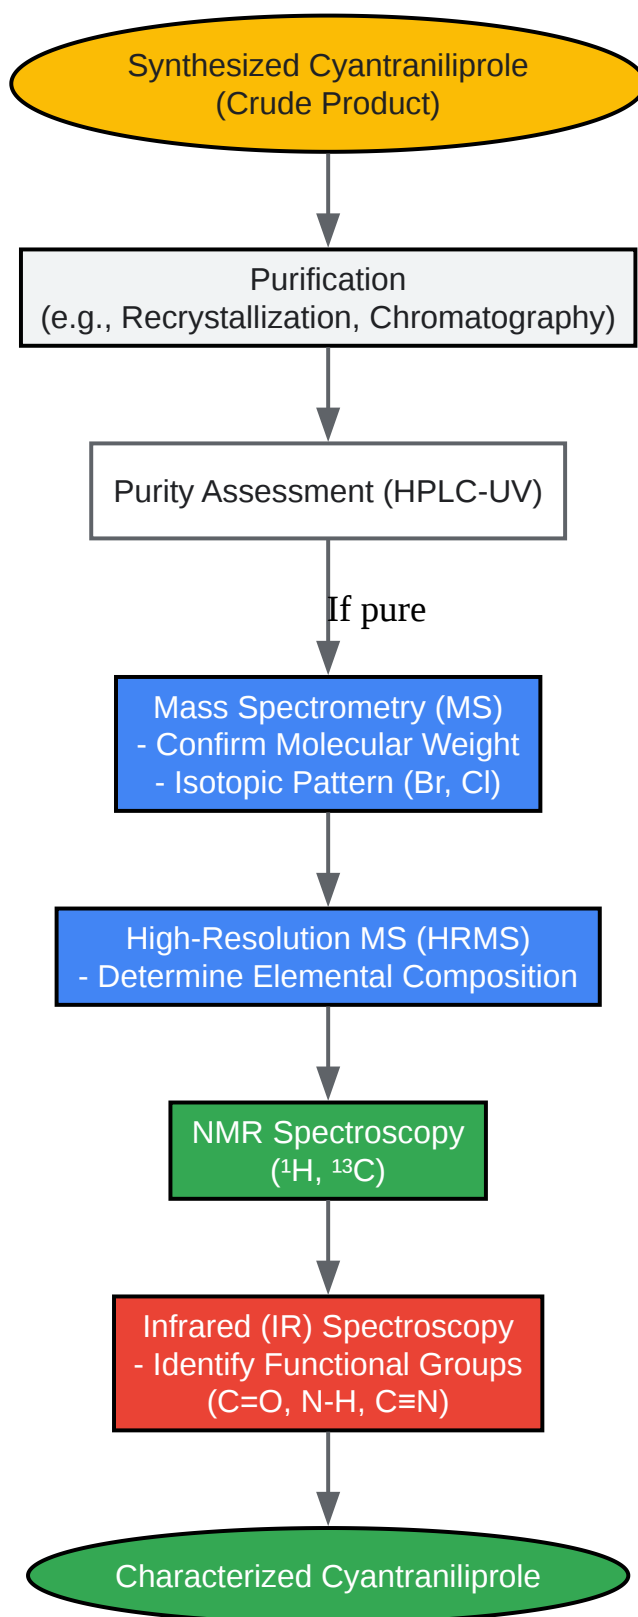 Synthesized Cyantraniliprole
(Crude Product)
Purification
(e.g., Recrystallization, Chromatography)
Purity Assessment (HPLC-UV)
If pure
Mass Spectrometry (MS)
- Confirm Molecular Weight
- Isotopic Pattern (Br, Cl)
High-Resolution MS (HRMS)
- Determine Elemental Composition
NMR Spectroscopy
(¹H, ¹³C)
Infrared (IR) Spectroscopy
- Identify Functional Groups
(C=O, N-H, C≡N)
Characterized Cyantraniliprole